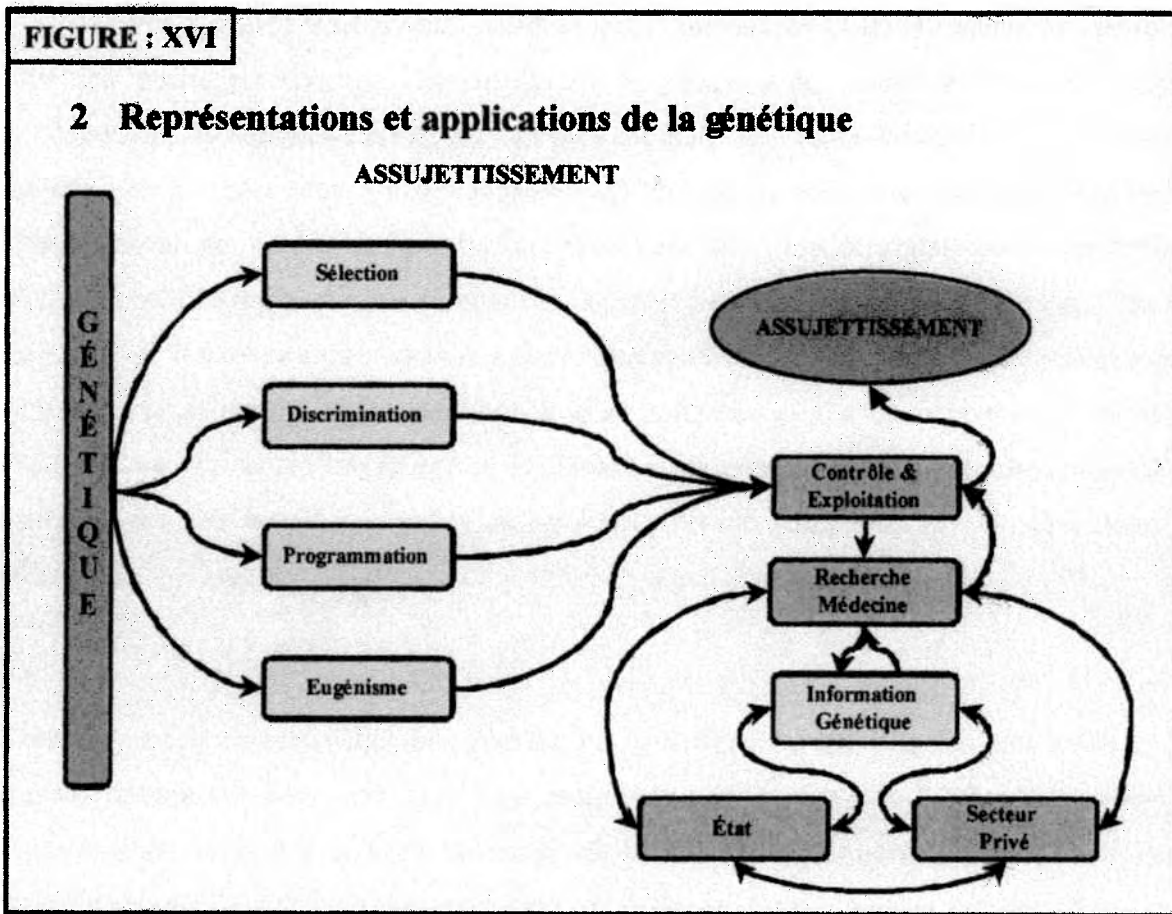 FIGURE : XVI
2 Représentations et applications de la génétique
ASSUJETTISSEMENT
GÉNÉTIQUE
Sélection
Discrimination
Programmation
Eugénisme
ASSUJETTISSEMENT
Contrôle &
Exploitation
Recherche
Médecine
Information
Génétique
État
Secteur
Privé